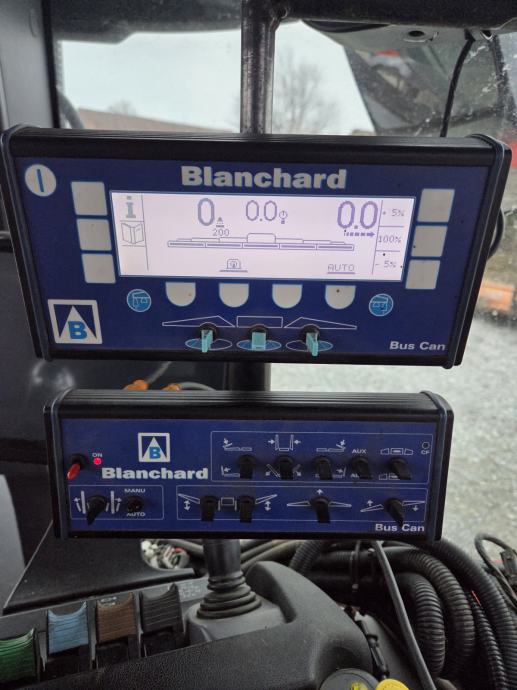 Blanchard
i
0
200
0.0
0.0
+ 5%
100%
- 5%
AUTO
B
Bus Can
ON
B
Blanchard
AUX
CF
MANU
AUTO
Bus Can